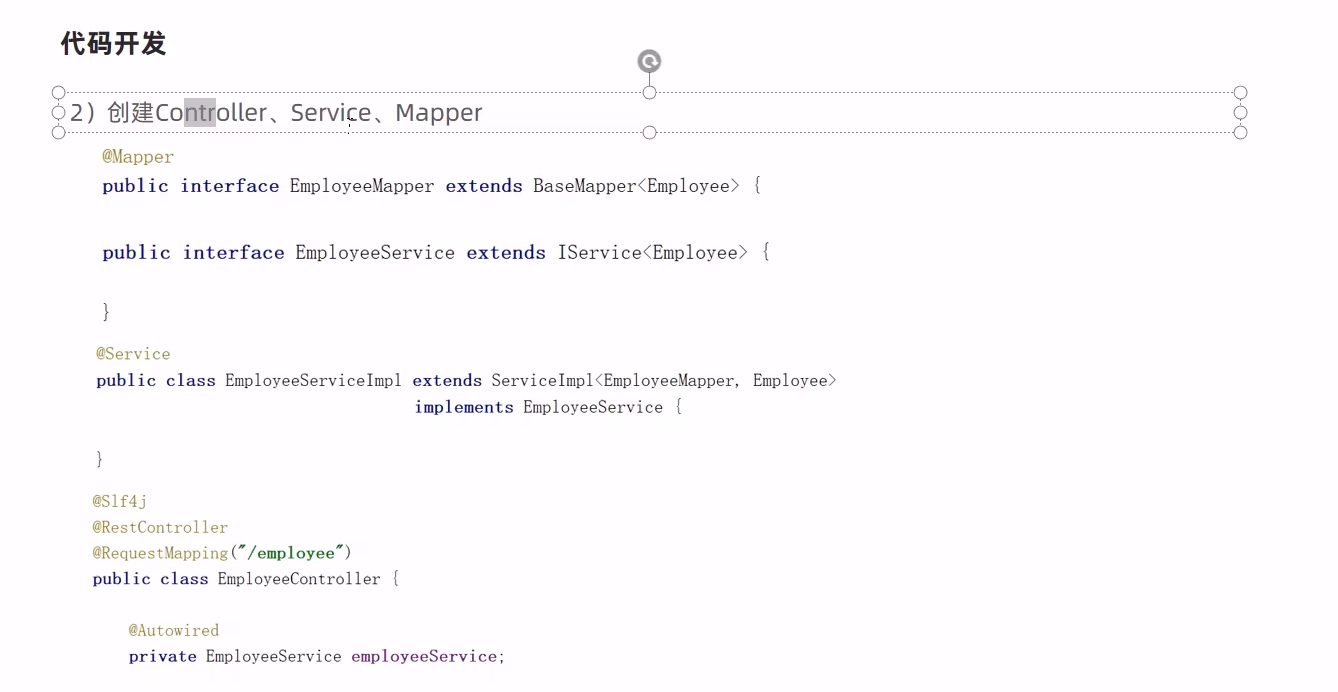 代码开发
2）创建Controller、Service、Mapper
@Mapper
public interface EmployeeMapper extends BaseMapper<Employee> {
public interface EmployeeService extends IService<Employee> {
}
@Service
public class EmployeeServiceImpl extends ServiceImpl<EmployeeMapper, Employee>
implements EmployeeService {
}
@Slf4j
@RestController
@RequestMapping("/employee")
public class EmployeeController {
@Autowired
private EmployeeService employeeService;